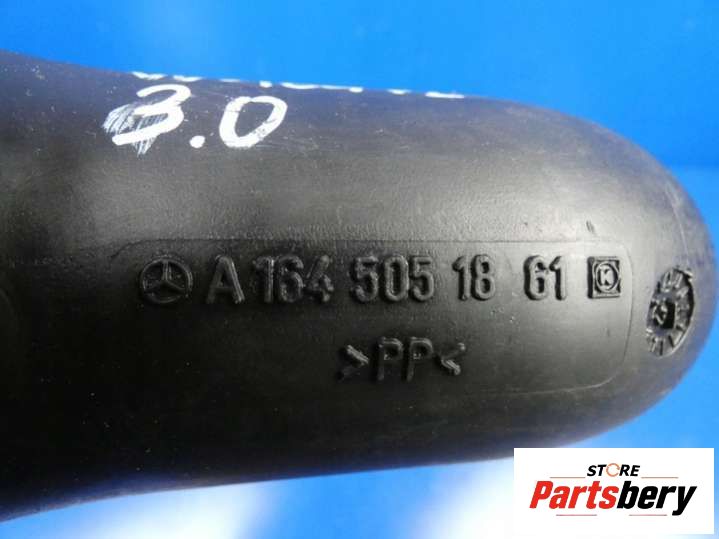 3.0
A 164 505 18 61 K
>PP<
STORE
Partsbery